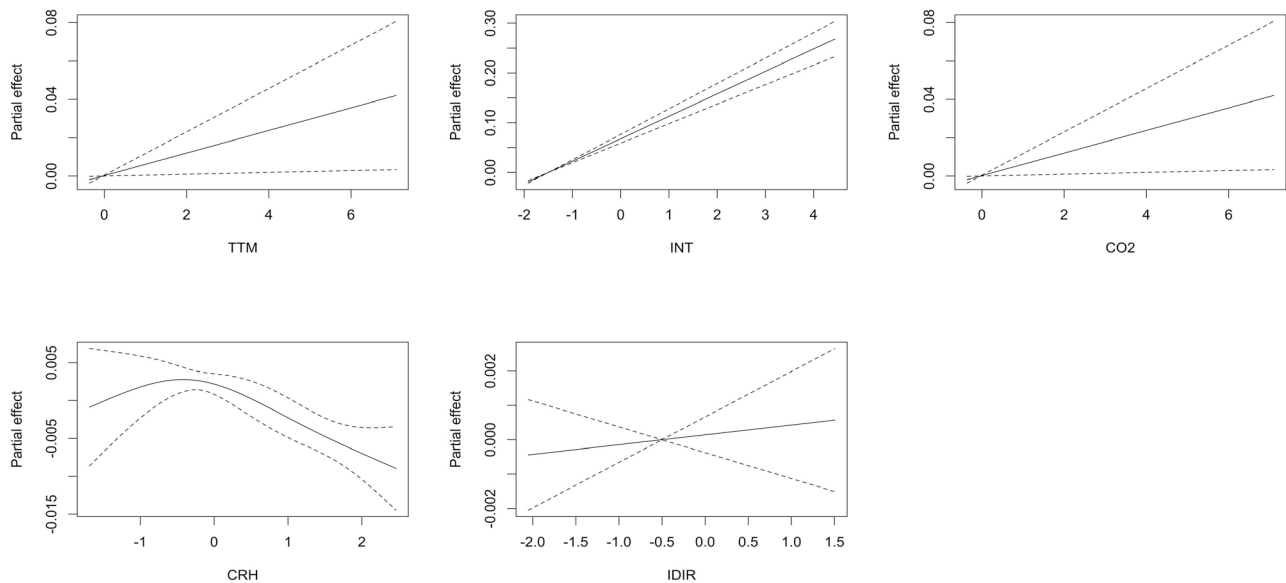 Partial effect
0.08
0.04
0.00
0 2 4 6
TTM
Partial effect
0.30
0.20
0.10
0.00
-2 -1 0 1 2 3 4
INT
Partial effect
0.08
0.04
0.00
0 2 4 6
CO2
Partial effect
0.005
-0.005
-0.015
-1 0 1 2
CRH
Partial effect
0.002
0.000
-0.002
-2.0 -1.5 -1.0 -0.5 0.0 0.5 1.0 1.5
IDIR